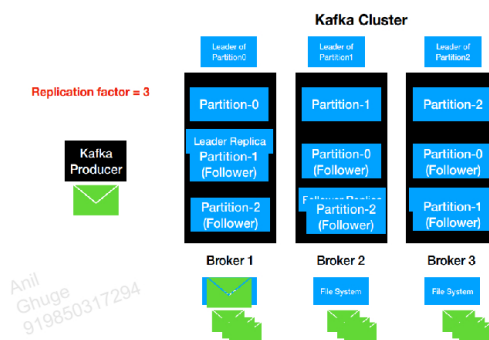 Kafka Cluster
Leader of
Partition0
Leader of
Partition1
Leader of
Partition2
Replication factor = 3
Kafka
Producer
Partition-0
Leader Replica
Partition-1
(Follower)
Partition-2
(Follower)
Partition-1
Partition-0
(Follower)
Follower Replica
Partition-2
(Follower)
Partition-2
Partition-0
(Follower)
Partition-1
(Follower)
Broker 1
Broker 2
Broker 3
File System
File System
Anil
Ghuge
919850317294